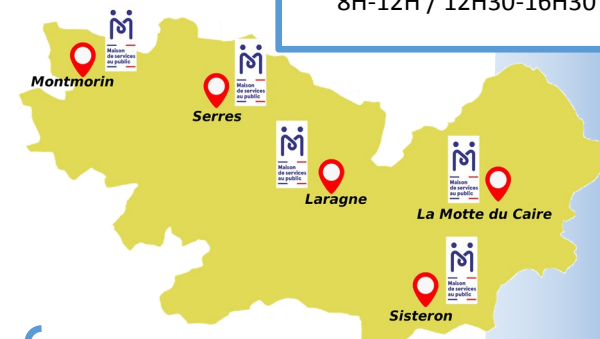 8H-12H / 12H30-16H30
Maison
de services
au public
Montmorin
Maison
de services
au public
Serres
Maison
de services
au public
Laragne
Maison
de services
au public
La Motte du Caire
Maison
de services
au public
Sisteron